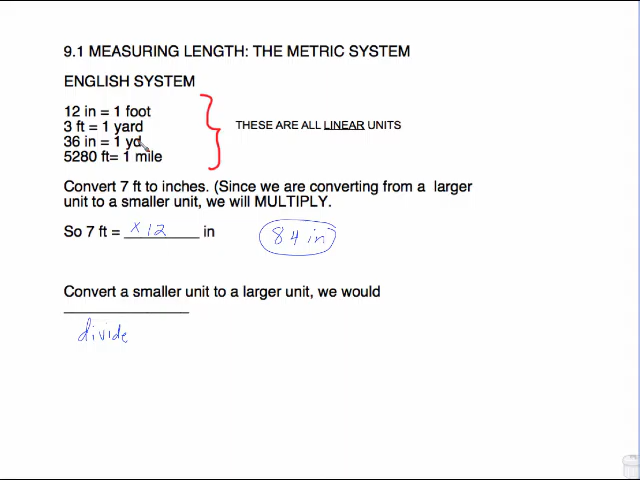 9.1 MEASURING LENGTH: THE METRIC SYSTEM
ENGLISH SYSTEM
12 in = 1 foot
3 ft = 1 yard
36 in = 1 yd
5280 ft= 1 mile
THESE ARE ALL LINEAR UNITS
Convert 7 ft to inches. (Since we are converting from a larger
unit to a smaller unit, we will MULTIPLY.
So 7 ft = x 12 in
84 in
Convert a smaller unit to a larger unit, we would
divide